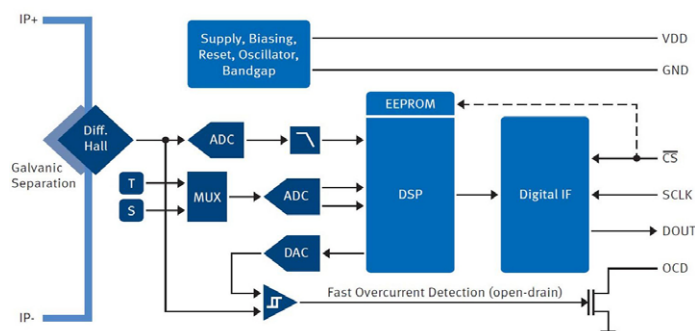 IP+
Supply, Biasing,
Reset, Oscillator,
Bandgap
VDD
GND
EEPROM
Diff.
Hall
ADC
Galvanic
Separation
CS
T
S
MUX
ADC
DSP
Digital IF
SCLK
DOUT
DAC
OCD
Fast Overcurrent Detection (open-drain)
IP-